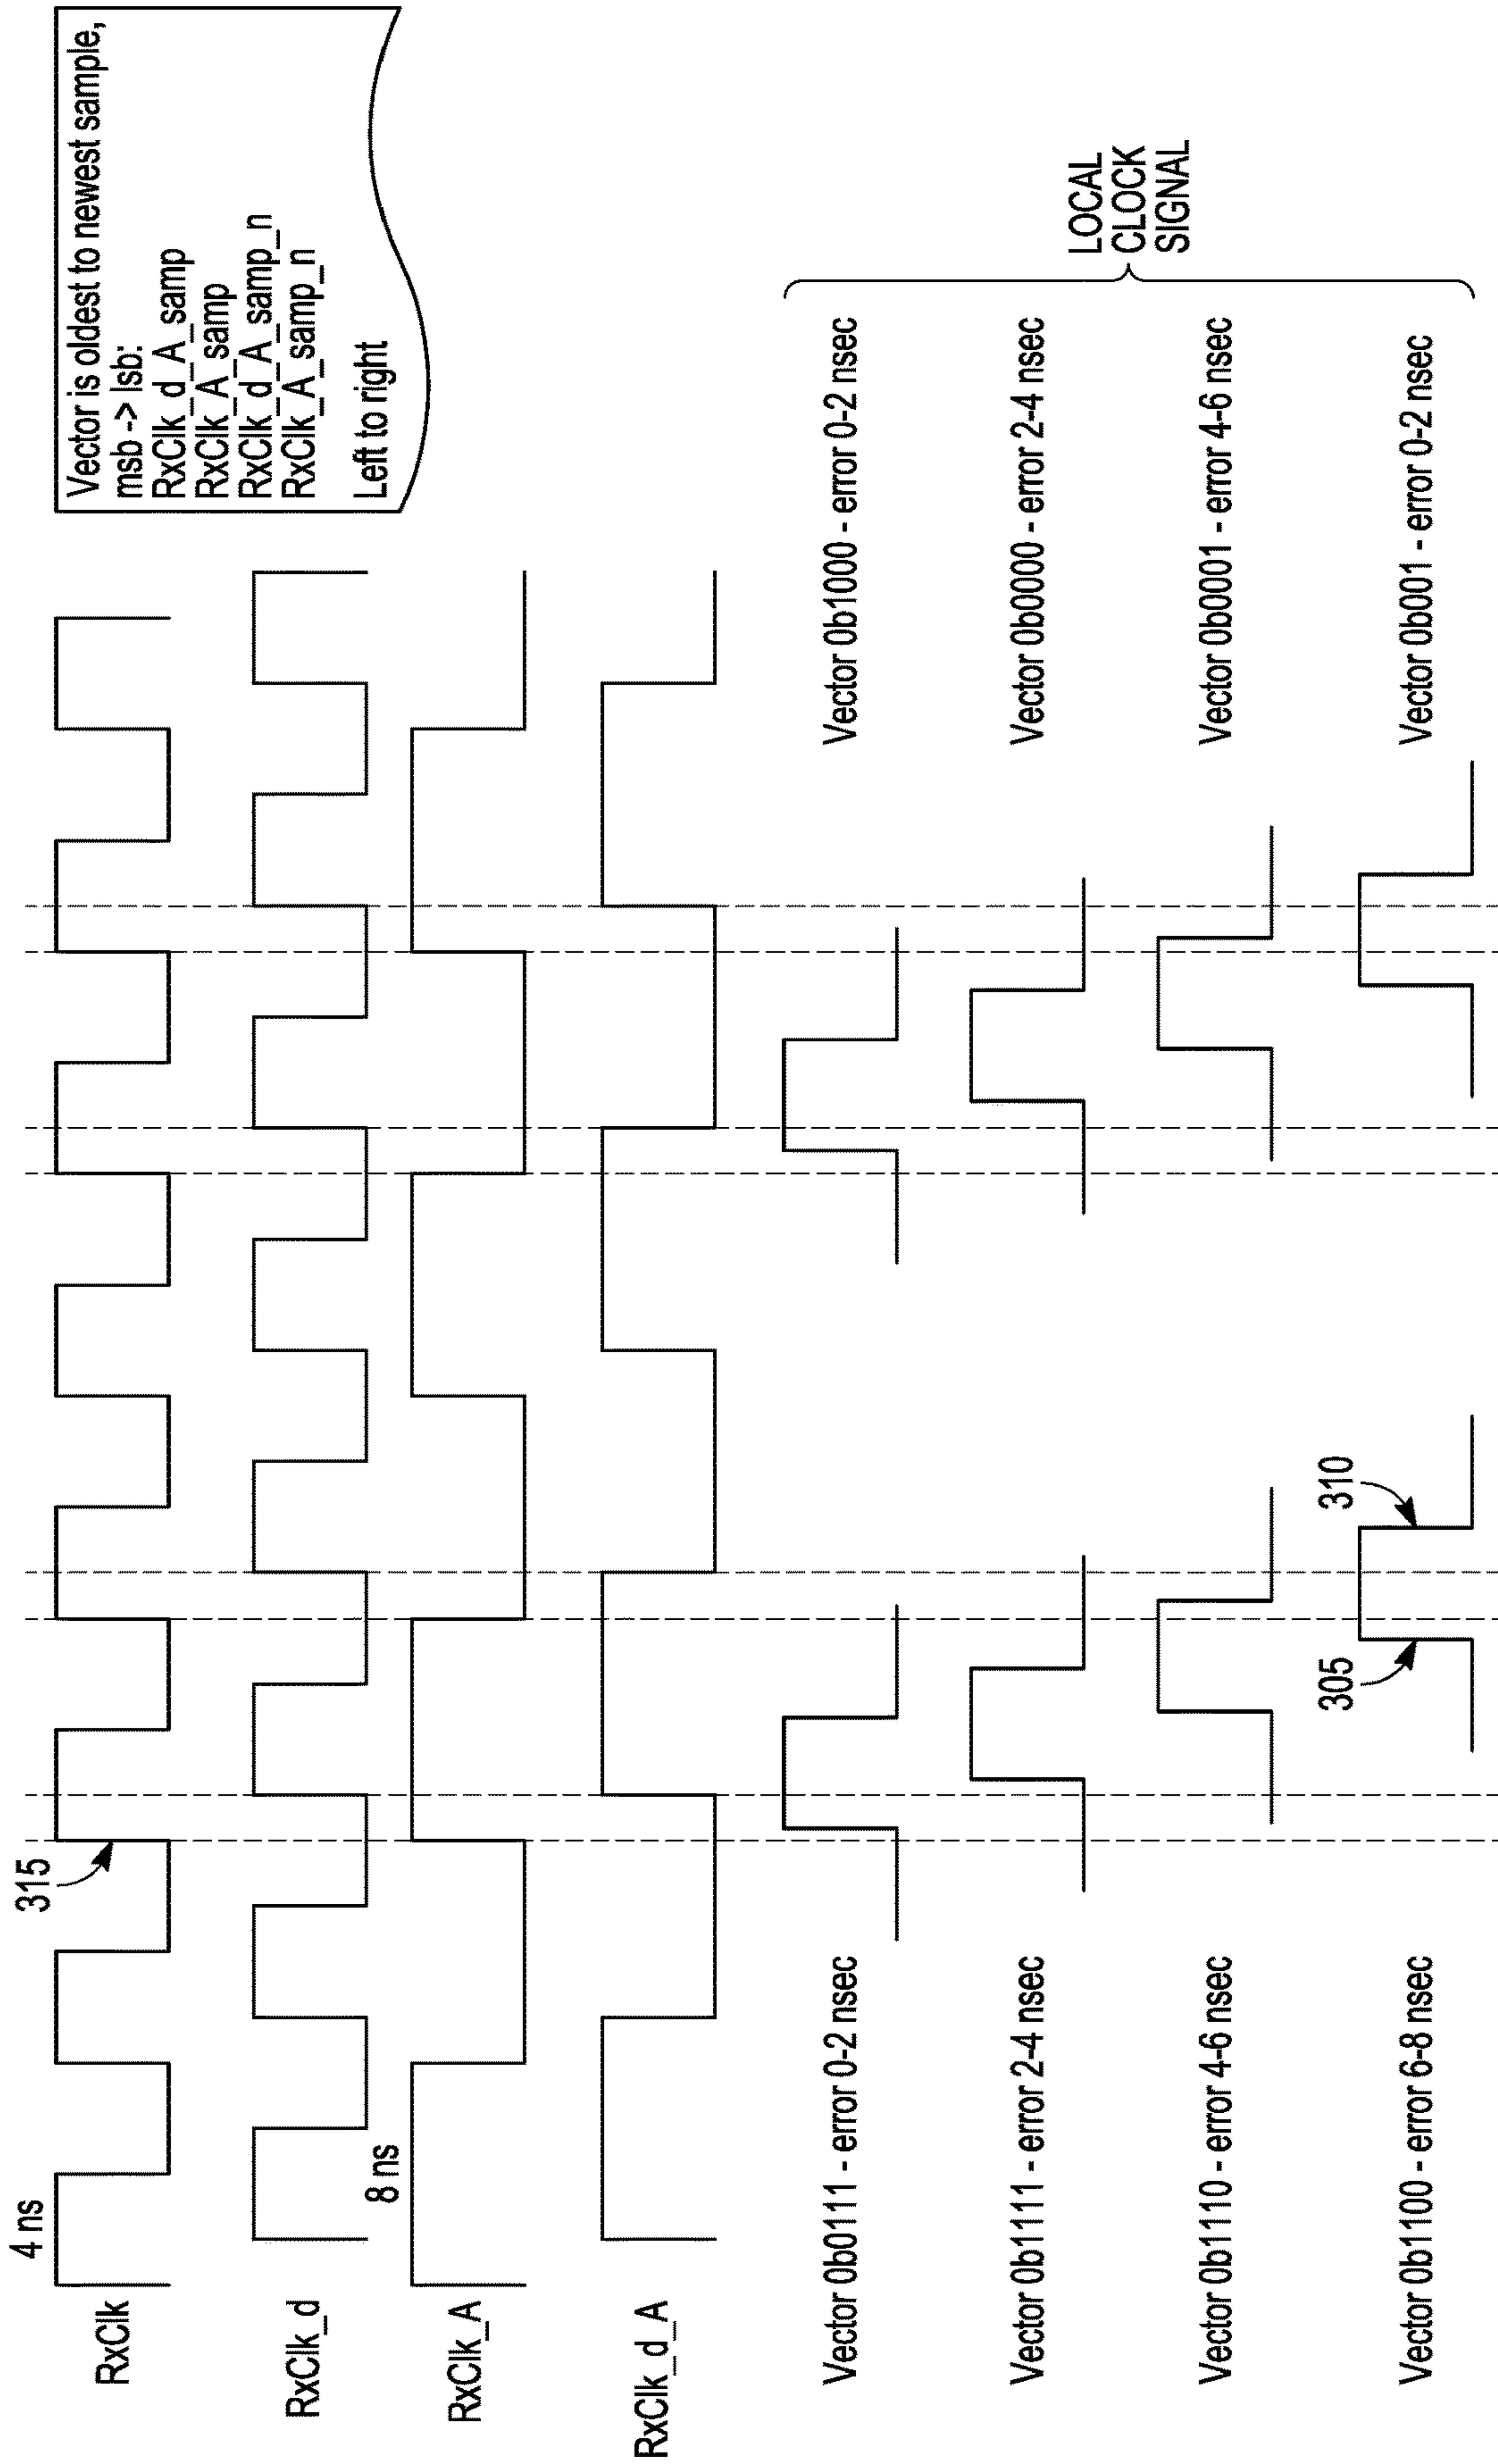 Vector is oldest to newest sample,
msb -> lsb:
RxClk_d_A_samp
RxClk_A_samp
RxClk_d_A_samp_n
RxClk_A_samp_n
Left to right
4 ns
315
RxClk
RxClk_d
8 ns
RxClk_A
RxClk_d_A
Vector 0b0111 - error 0-2 nsec
Vector 0b1000 - error 0-2 nsec
Vector 0b1111 - error 2-4 nsec
Vector 0b0000 - error 2-4 nsec
Vector 0b1110 - error 4-6 nsec
Vector 0b0001 - error 4-6 nsec
305
310
Vector 0b1100 - error 6-8 nsec
Vector 0b001 - error 0-2 nsec
LOCAL
CLOCK
SIGNAL